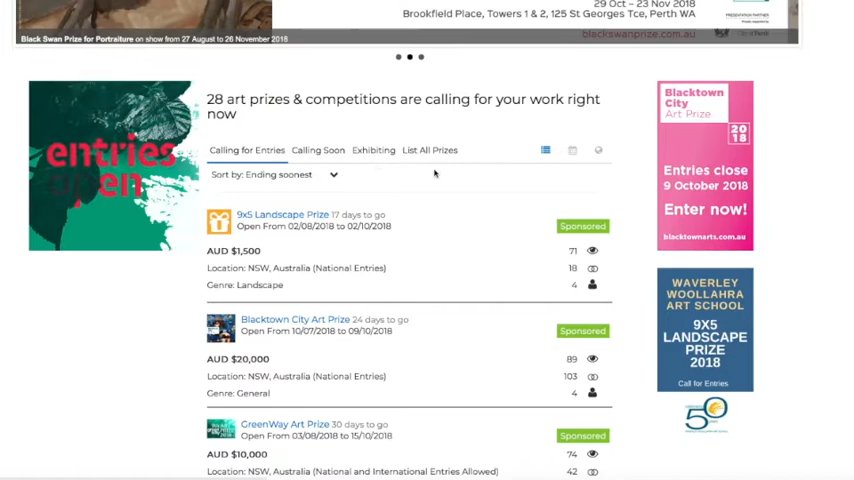 29 Oct - 23 Nov 2018
Brookfield Place, Towers 1 & 2, 125 St Georges Tce, Perth WA
blackswanprize.com.au
Black Swan Prize for Portraiture on show from 27 August to 26 November 2018
28 art prizes & competitions are calling for your work right
now
Calling for Entries Calling Soon Exhibiting List All Prizes
Sort by: Ending soonest
entries
open
9x5 Landscape Prize 17 days to go
Open From 02/08/2018 to 02/10/2018
Sponsored
AUD $1,500
71
Location: NSW, Australia (National Entries)
18
Genre: Landscape
4
Blacktown City Art Prize 24 days to go
Open From 10/07/2018 to 09/10/2018
Sponsored
AUD $20,000
89
Location: NSW, Australia (National Entries)
103
Genre: General
4
GreenWay Art Prize 30 days to go
Open From 03/08/2018 to 15/10/2018
Sponsored
AUD $10,000
74
Location: NSW, Australia (National and International Entries Allowed)
42
Blacktown
City
Art Prize
20
18
Entries close
9 October 2018
Enter now!
blacktownarts.com.au
WAVERLEY
WOOLLAHRA
ART SCHOOL
9X5
LANDSCAPE
PRIZE
2018
Call for Entries
50